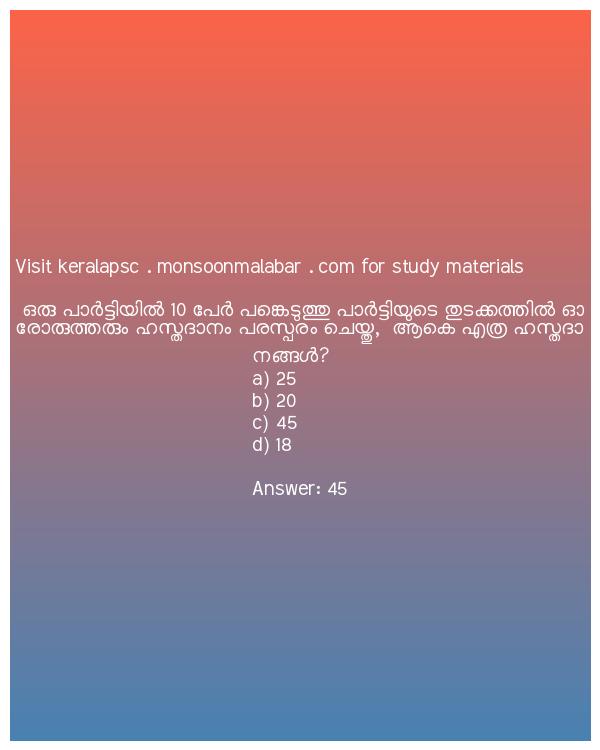 Visit keralapsc . monsoonmalabar . com for study materials
ഒരു പാർട്ടിയിൽ 10 പേർ പങ്കെടുത്തു പാർട്ടിയുടെ തുടക്കത്തിൽ ഓ
രോരുത്തരും ഹസ്തദാനം പരസ്പരം ചെയ്തു, ആകെ എത്ര ഹസ്തദാ
നങ്ങൾ?
a) 25
b) 20
c) 45
d) 18
Answer: 45